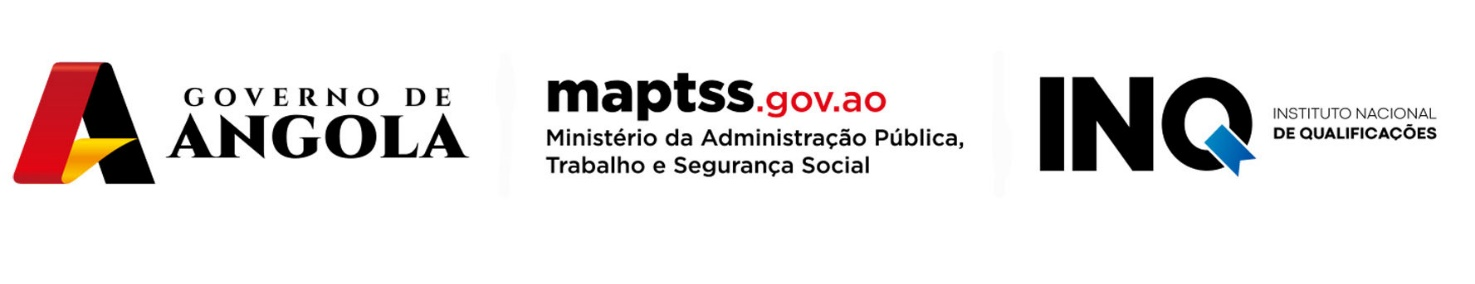 GOVERNO DE
ANGOLA
maptss.gov.ao
Ministério da Administração Pública,
Trabalho e Segurança Social
INQ
INSTITUTO NACIONAL
DE QUALIFICAÇÕES